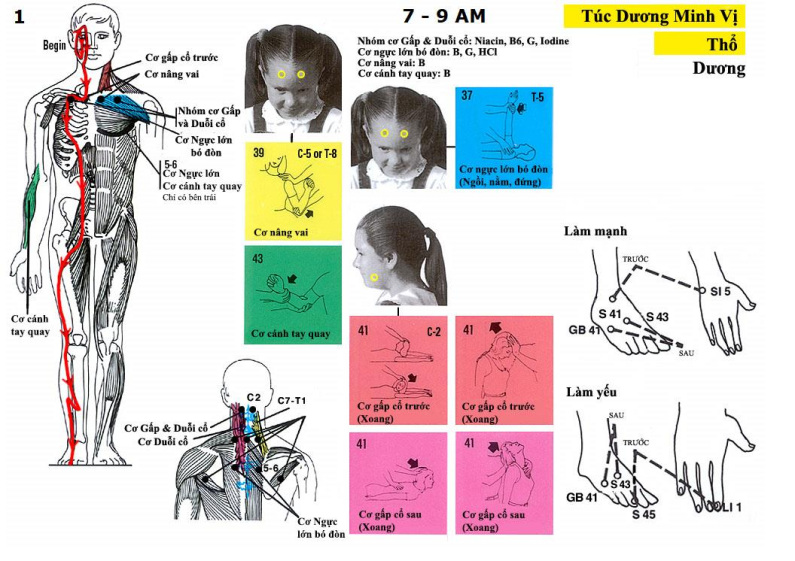 1
7 - 9 AM
Túc Dương Minh Vị
Thổ
Dương
Nhóm cơ Gấp & Duỗi cổ: Niacin, B6, G, Iodine
Cơ ngực lớn bó đòn: B, G, HCl
Cơ nâng vai: B
Cơ cánh tay quay: B
Begin
Cơ gấp cổ trước
Cơ nâng vai
Nhóm cơ Gấp
và Duỗi cổ
Cơ Ngực lớn
bó đòn
5-6
Cơ Ngực lớn
Cơ cánh tay quay
Chỉ có bên trái
Cơ cánh
tay quay
39 C-5 or T-8
Cơ nâng vai
43
Cơ cánh tay quay
37 T-5
Cơ ngực lớn bó đòn
(Ngồi, nằm, đứng)
41 C-2
Cơ gấp cổ trước
(Xoang)
41
Cơ gấp cổ trước
(Xoang)
41
Cơ gấp cổ sau
(Xoang)
41
Cơ gấp cổ sau
(Xoang)
C2
C7-T1
Cơ Gấp & Duỗi cổ
Cơ Duỗi cổ
5-6
Cơ Ngực
lớn bó đòn
Làm mạnh
TRƯỚC
SI 5
S 41
S 43
GB 41
SAU
Làm yếu
SAU
TRƯỚC
GB 41
S 43
S 45
LI 1